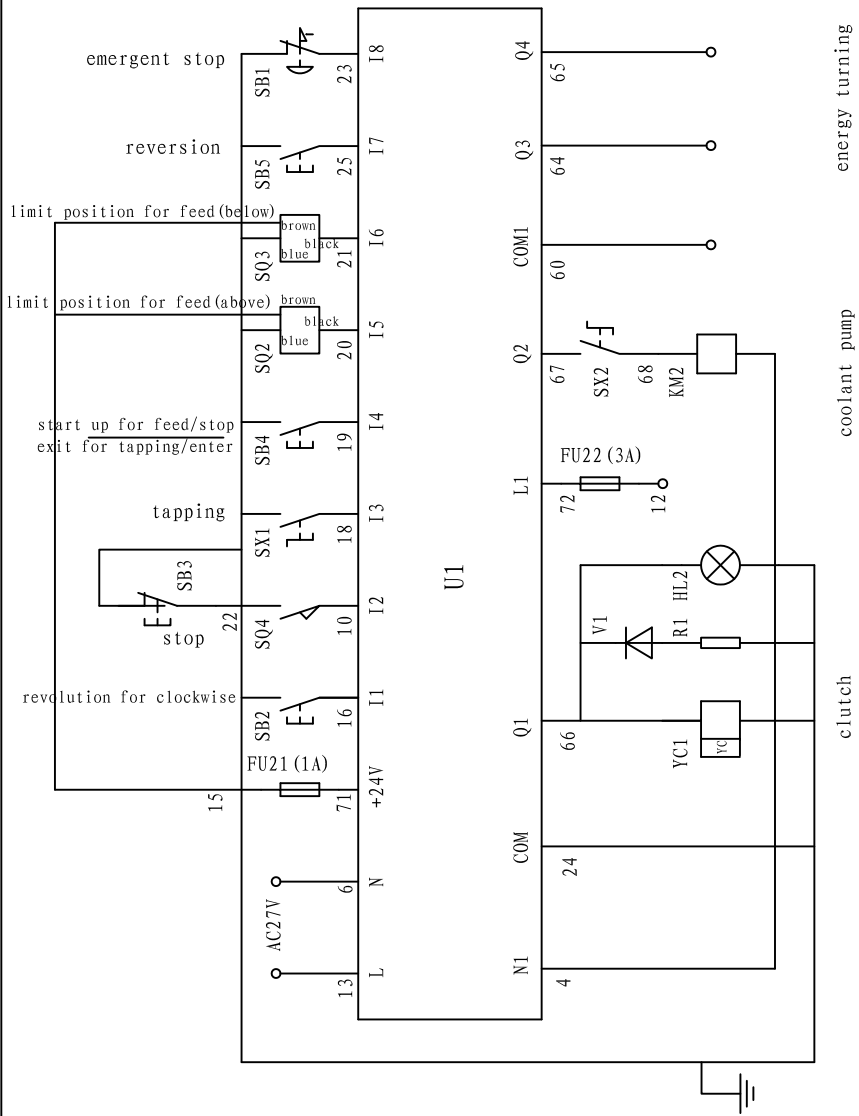 emergent stop
SB1
23
I8
Q4
65
energy turning
reversion
SB5
25
I7
Q3
64
limit position for feed(below)
SQ3
brown
black
blue
21
I6
COM1
60
limit position for feed(above)
SQ2
brown
black
blue
20
I5
Q2
67
SX2
68
KM2
coolant pump
start up for feed/stop
exit for tapping/enter
SB4
19
I4
L1
FU22(3A)
72
12
tapping
SX1
18
I3
U1
SB3
stop
22
SQ4
10
I2
HL2
V1
R1
revolution for clockwise
SB2
16
I1
Q1
66
YC1
YC
clutch
FU21(1A)
15
71
+24V
COM
24
AC27V
6
N
13
L
N1
4